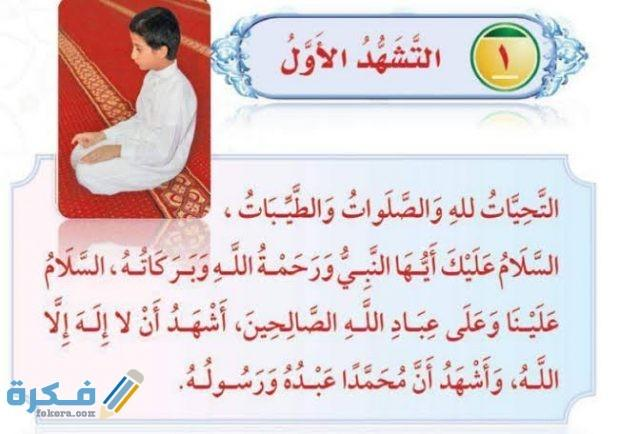 ١
التَّشَهُّدُ الأَوَّلُ
التَّحِيَّاتُ للهِ وَالصَّلَواتُ وَالطَّيِّبَاتُ ،
السَّلَامُ عَلَيْكَ أَيُّهَا النَّبِيُّ وَرَحْمَةُ اللَّهِ وَبَرَكَاتُهُ، السَّلَامُ
عَلَيْنَا وَعَلَى عِبَادِ اللَّهِ الصَّالِحِينَ، أَشْهَدُ أَنْ لا إِلَهَ إِلَّا
اللَّهُ، وَأَشْهَدُ أَنَّ مُحَمَّدًا عَبْدُهُ وَرَسُولُهُ.
فكرة
fokera.com